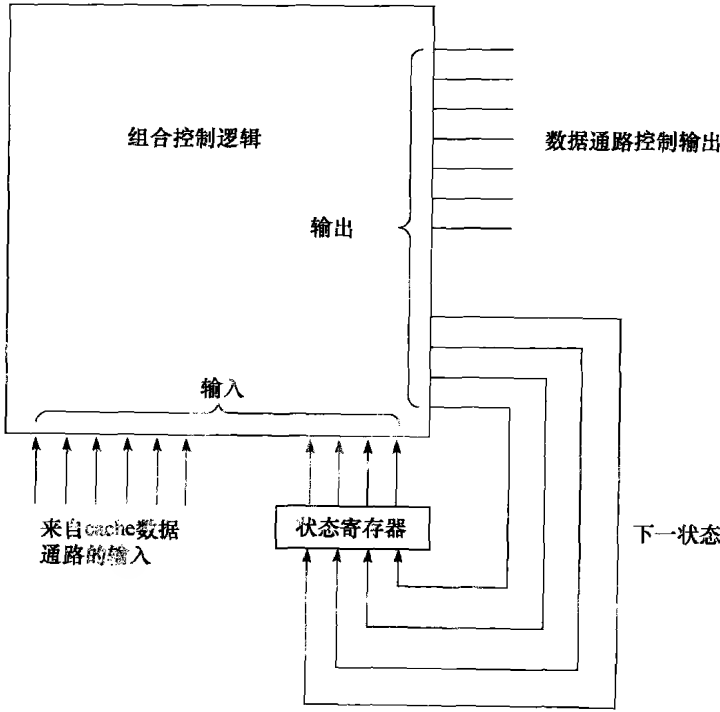 组合控制逻辑
数据通路控制输出
输出
输入
来自cache数据
通路的输入
状态寄存器
下一状态